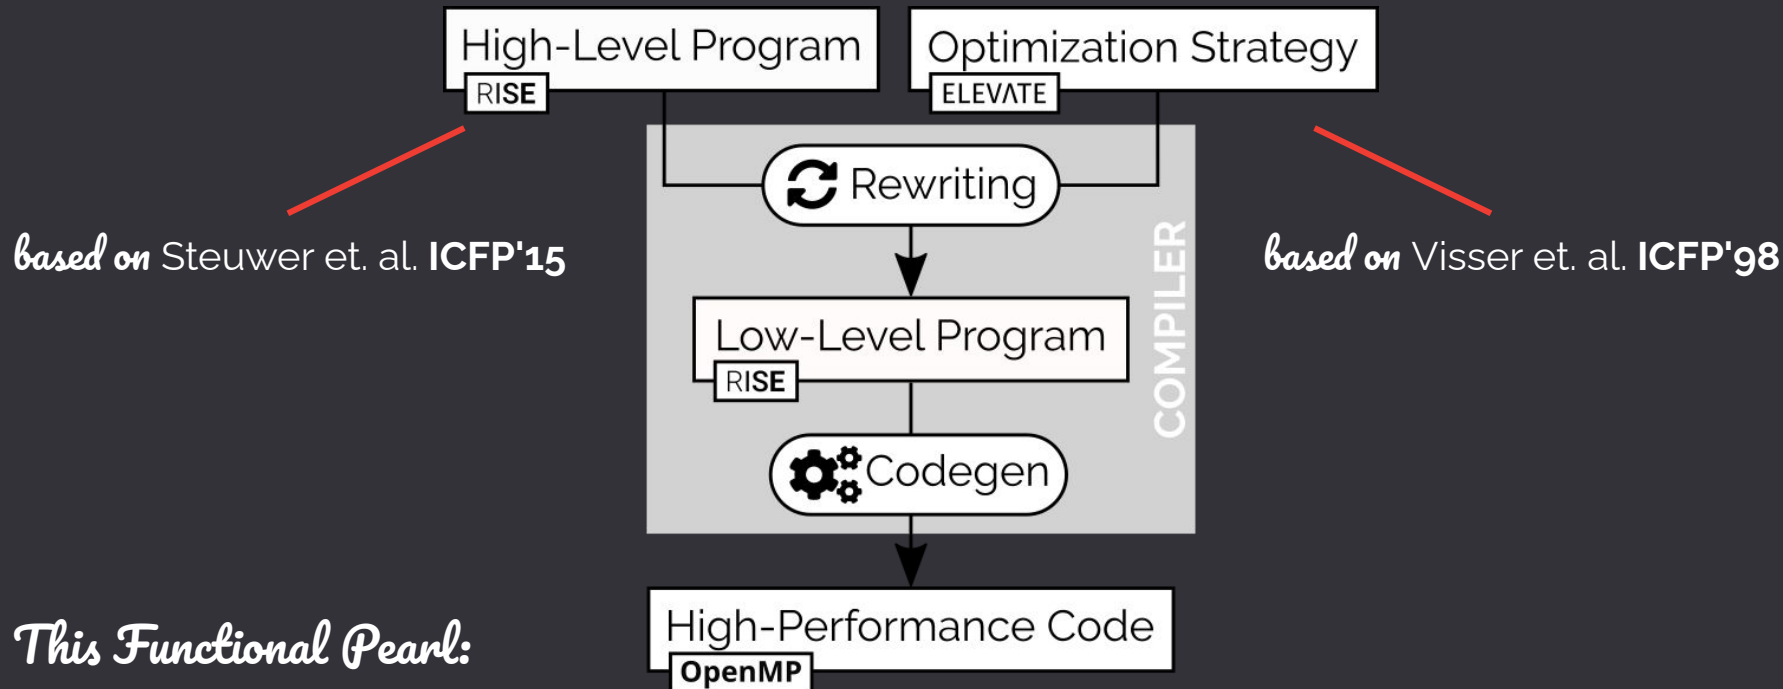 High-Level Program
RISE
Optimization Strategy
ELEVATE
Rewriting
based on Steuwer et. al. ICFP'15
based on Visser et. al. ICFP'98
COMPILER
Low-Level Program
RISE
Codegen
High-Performance Code
OpenMP
This Functional Pearl: